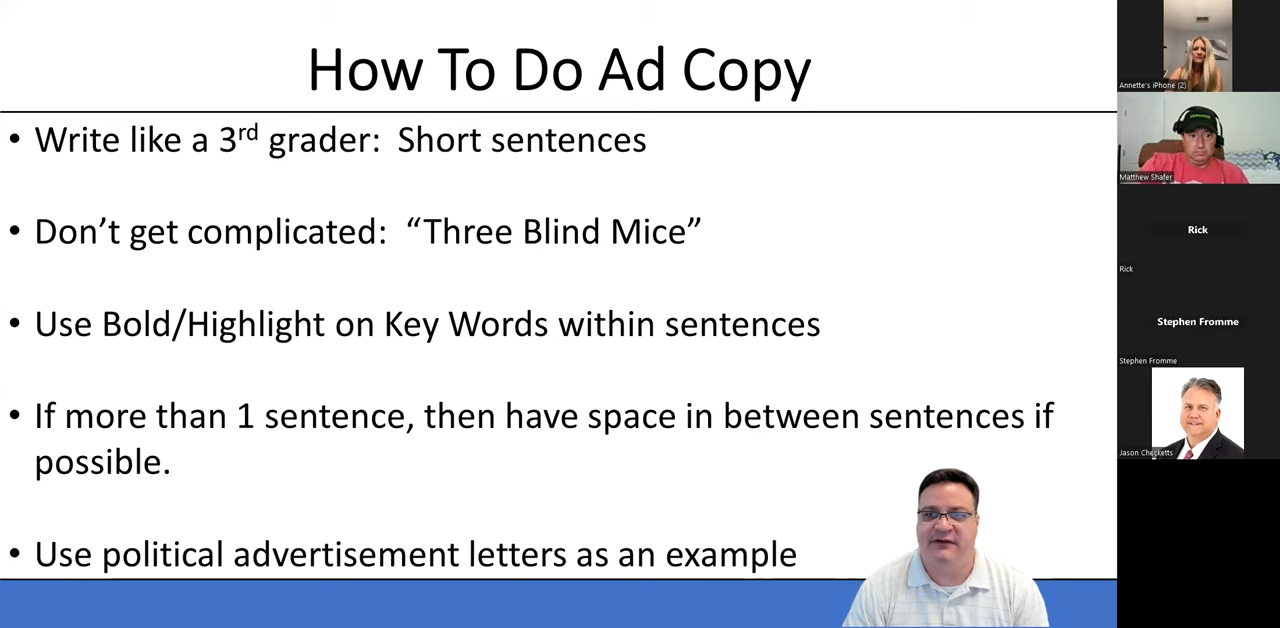 How To Do Ad Copy
• Write like a 3rd grader:  Short sentences
• Don’t get complicated:  “Three Blind Mice”
• Use Bold/Highlight on Key Words within sentences
• If more than 1 sentence, then have space in between sentences if
possible.
• Use political advertisement letters as an example
Annette's iPhone (2)
Matthew Shafer
Rick
Rick
Stephen Fromme
Stephen Fromme
Jason Checketts